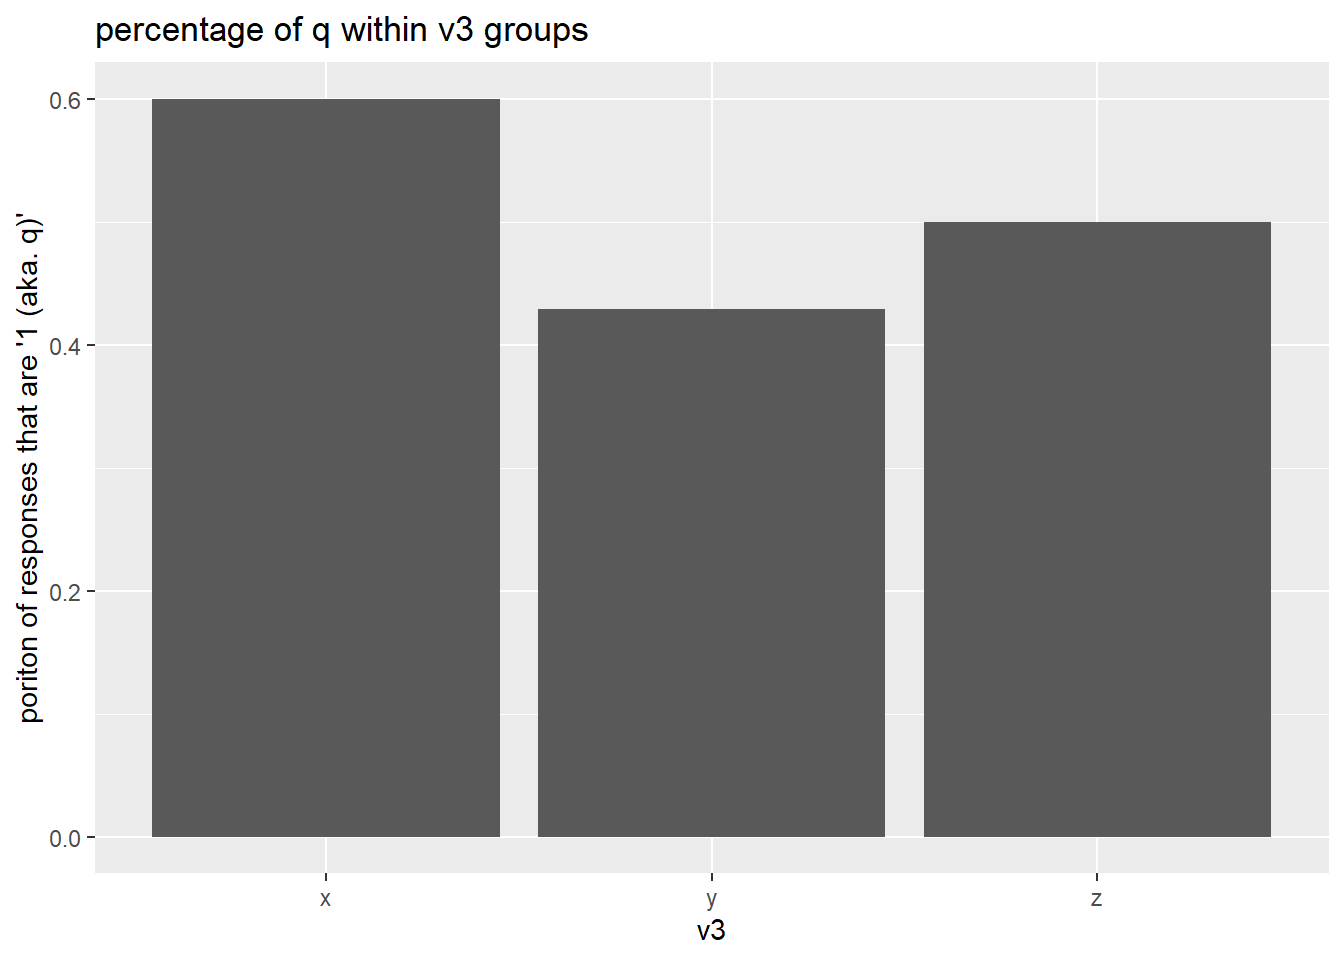 percentage of q within v3 groups
poriton of responses that are '1 (aka. q)'
0.6
0.4
0.2
0.0
x y z
v3